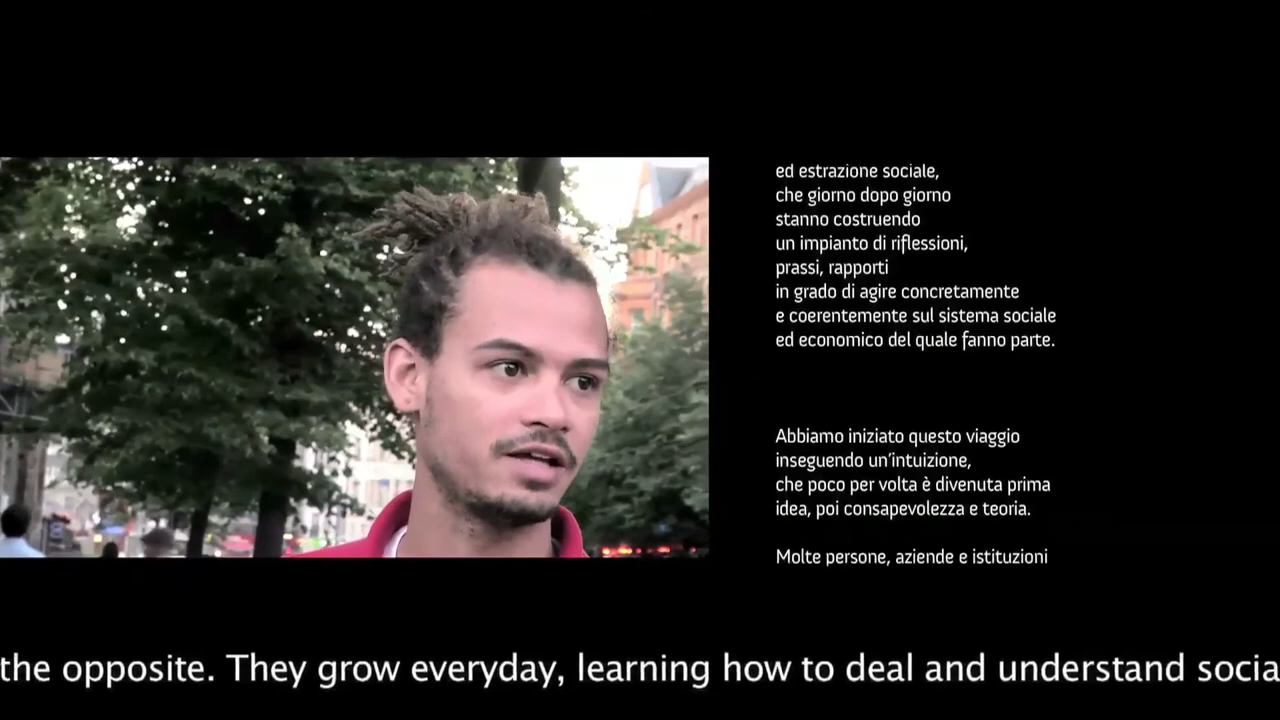 ed estrazione sociale,
che giorno dopo giorno
stanno costruendo
un impianto di riflessioni,
prassi, rapporti
in grado di agire concretamente
e coerentemente sul sistema sociale
ed economico del quale fanno parte.
Abbiamo iniziato questo viaggio
inseguendo un'intuizione,
che poco per volta è divenuta prima
idea, poi consapevolezza e teoria.
Molte persone, aziende e istituzioni
the opposite. They grow everyday, learning how to deal and understand socia